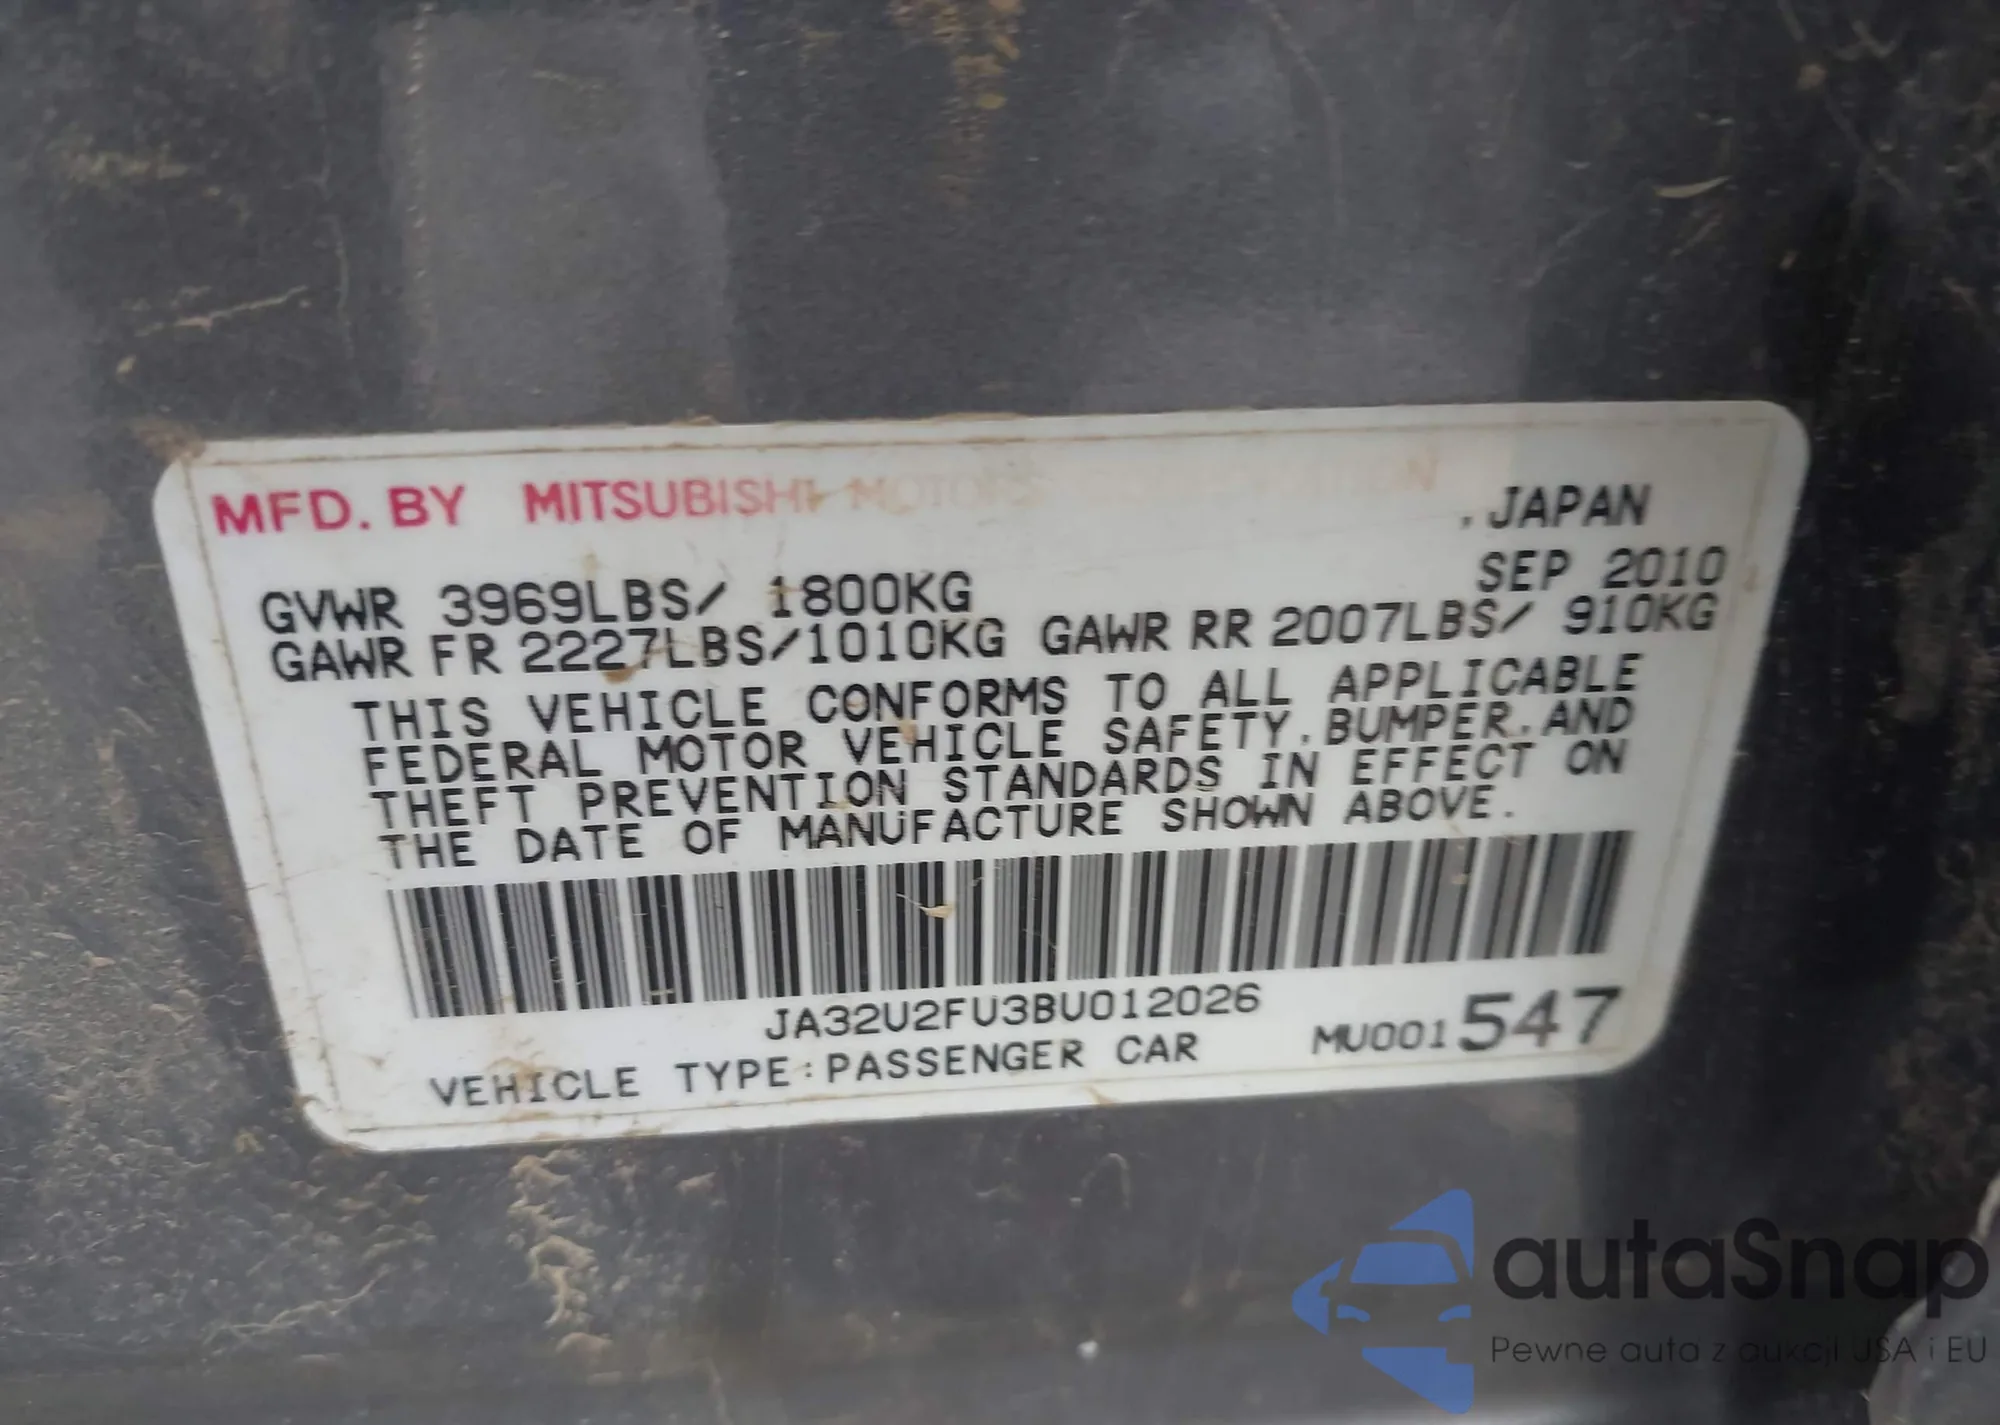 MFD. BY MITSUBISHI MOTORS
, JAPAN
GVWR 3969LBS/ 1800KG
SEP 2010
GAWR FR 2227LBS/1010KG GAWR RR 2007LBS/ 910KG
THIS VEHICLE CONFORMS TO ALL APPLICABLE
FEDERAL MOTOR VEHICLE SAFETY, BUMPER, AND
THEFT PREVENTION STANDARDS IN EFFECT ON
THE DATE OF MANUFACTURE SHOWN ABOVE.
JA32U2FU3BU012026
MU001547
VEHICLE TYPE:PASSENGER CAR
autaSnap
Pewne auta z aukcji USA i EU